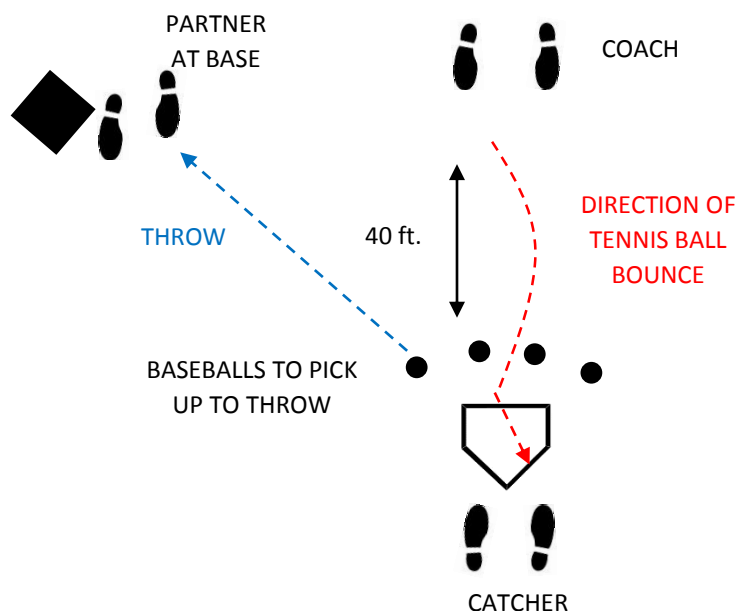 PARTNER
AT BASE
COACH
THROW
40 ft.
DIRECTION OF
TENNIS BALL
BOUNCE
BASEBALLS TO PICK
UP TO THROW
CATCHER